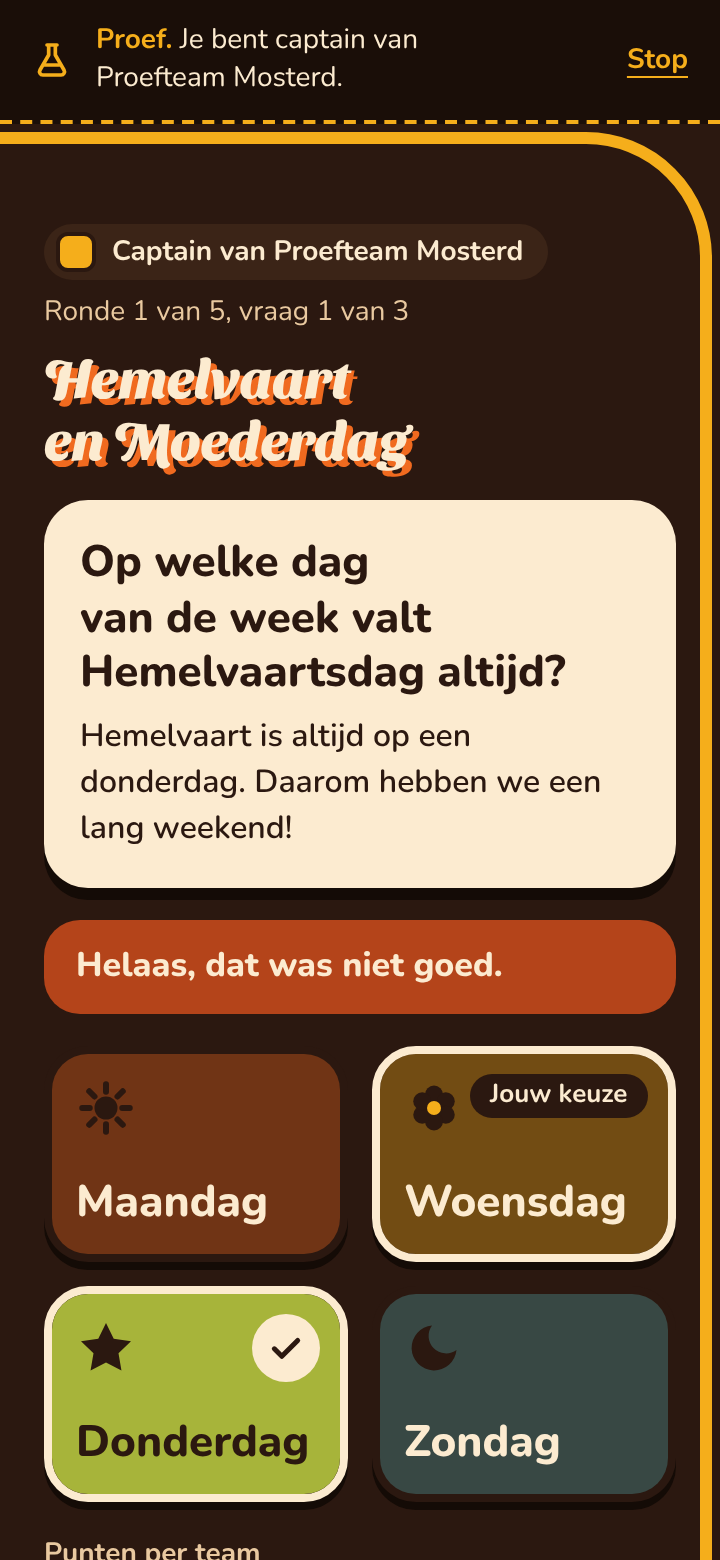 Proef. Je bent captain van
Proefteam Mosterd.
Stop
Captain van Proefteam Mosterd
Ronde 1 van 5, vraag 1 van 3
Hemelvaart
en Moederdag
Op welke dag
van de week valt
Hemelvaartsdag altijd?
Hemelvaart is altijd op een
donderdag. Daarom hebben we een
lang weekend!
Helaas, dat was niet goed.
Maandag
Jouw keuze
Woensdag
Donderdag
Zondag
Punten per team